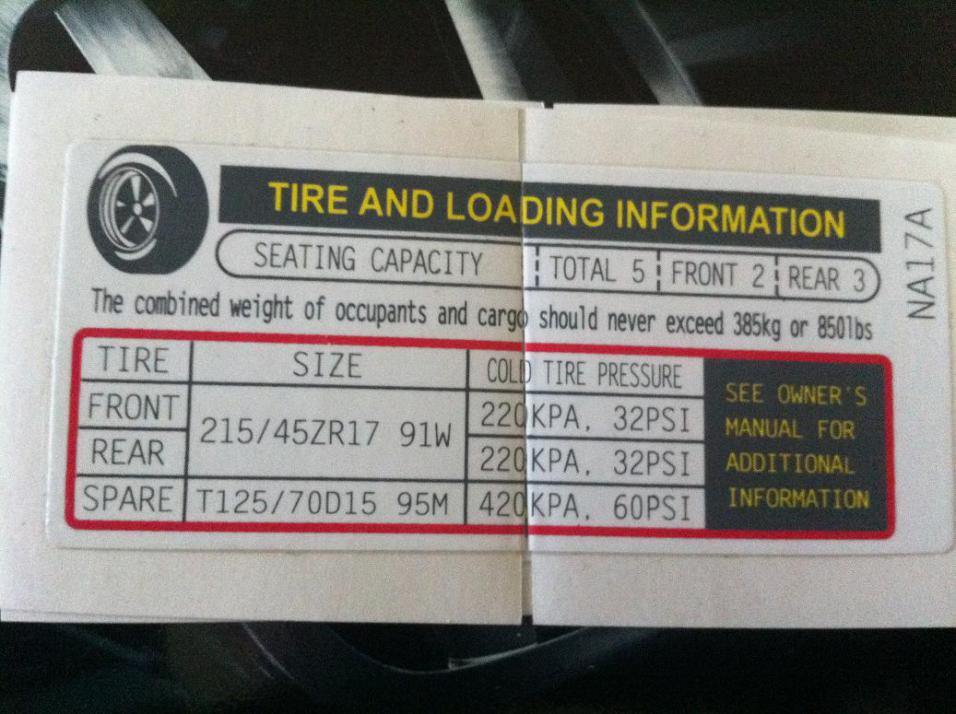 TIRE AND LOADING INFORMATION
SEATING CAPACITY TOTAL 5 FRONT 2 REAR 3
The combined weight of occupants and cargo should never exceed 385kg or 850lbs
TIRE SIZE COLD TIRE PRESSURE
FRONT 215/45ZR17 91W 220KPA, 32PSI
REAR 220KPA, 32PSI
SPARE T125/70D15 95M 420KPA, 60PSI
SEE OWNER'S
MANUAL FOR
ADDITIONAL
INFORMATION
NA17A